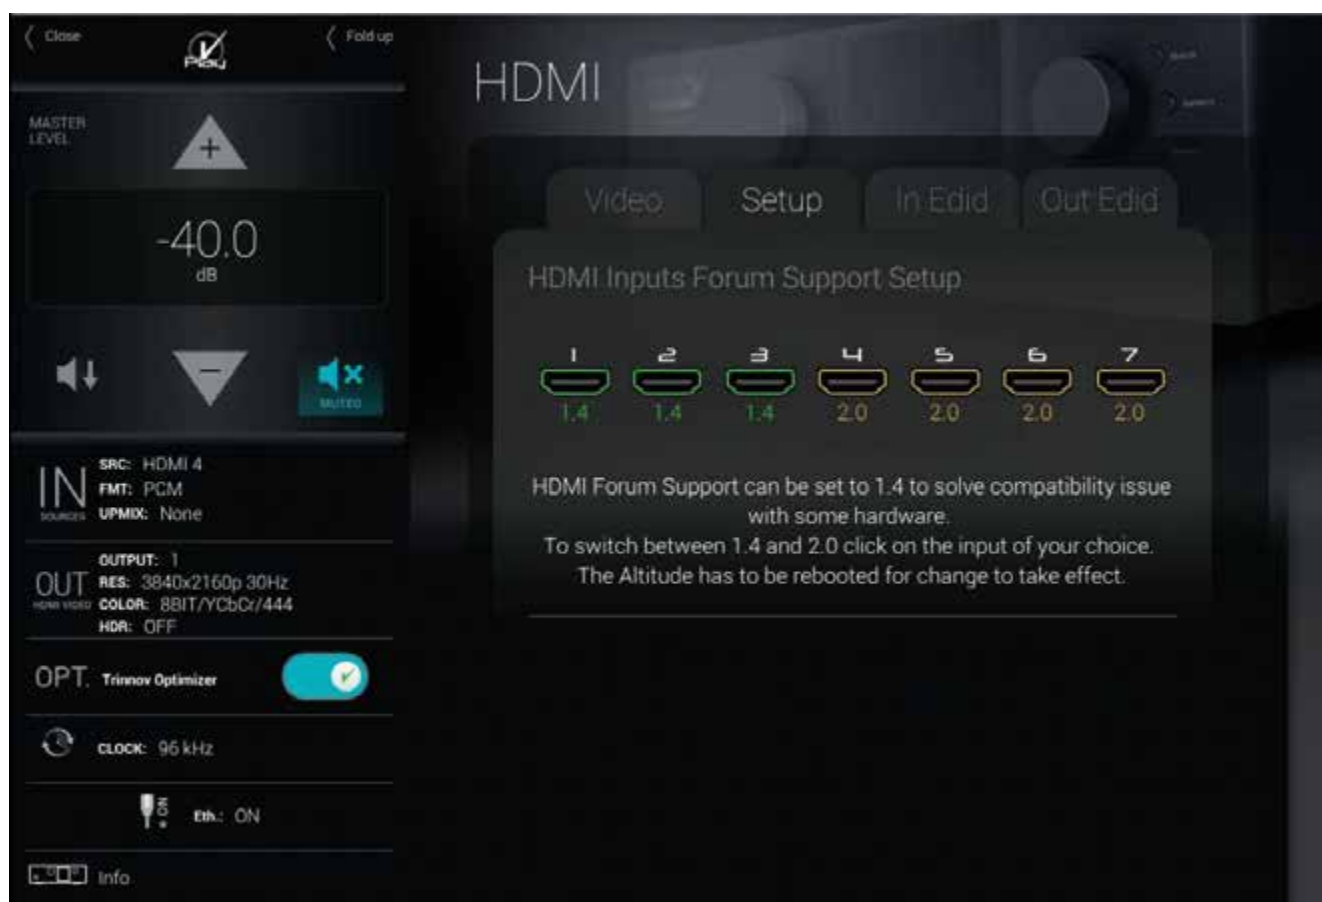 Close
Play
Fold up
MASTER
LEVEL
+
-40.0
dB
−
MUTED
IN
SOURCES
SRC: HDMI 4
FMT: PCM
UPMIX: None
OUT
HDMI VIDEO
OUTPUT: 1
RES: 3840x2160p 30Hz
COLOR: 8BIT/YCbCr/444
HDR: OFF
OPT. Trinnov Optimizer
CLOCK: 96 kHz
ON
Eth.: ON
Info
HDMI
Video Setup In Edid Out Edid
HDMI Inputs Forum Support Setup
1 2 3 4 5 6 7
1.4 1.4 1.4 2.0 2.0 2.0 2.0
HDMI Forum Support can be set to 1.4 to solve compatibility issue
with some hardware.
To switch between 1.4 and 2.0 click on the input of your choice.
The Altitude has to be rebooted for change to take effect.